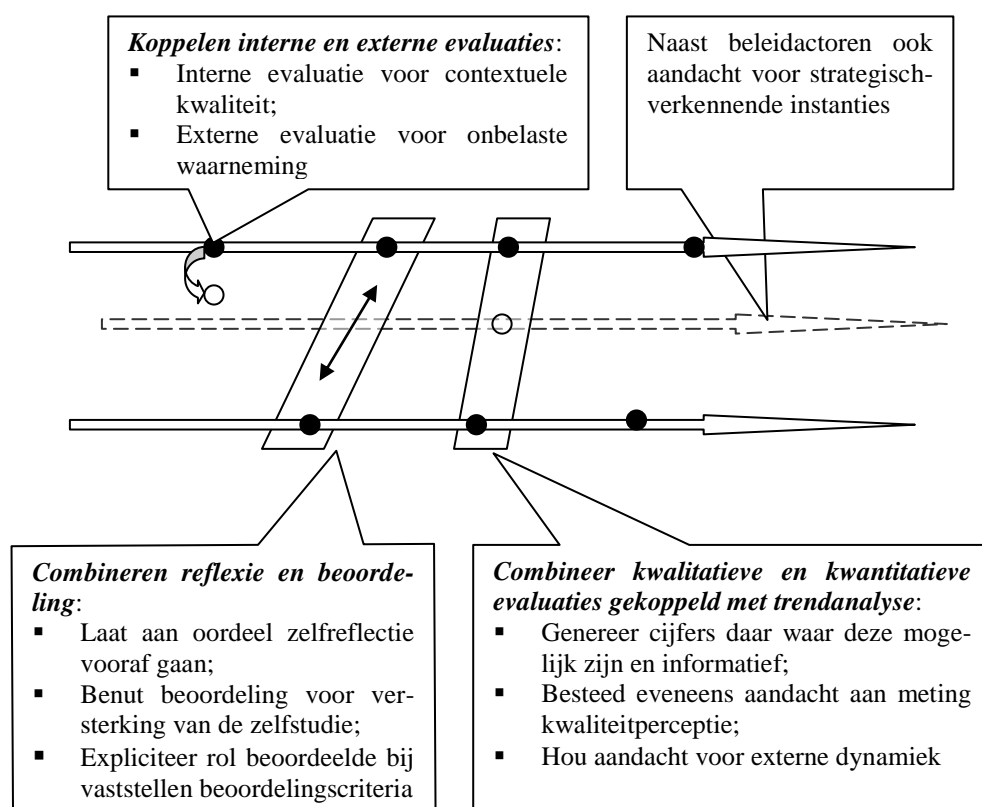 Koppelen interne en externe evaluaties:
▪ Interne evaluatie voor contextuele
kwaliteit;
▪ Externe evaluatie voor onbelaste
waarneming
Naast beleidactoren ook
aandacht voor strategisch-
verkennende instanties
Combineren reflexie en beoorde-
ling:
▪ Laat aan oordeel zelfreflectie
vooraf gaan;
▪ Benut beoordeling voor ver-
sterking van de zelfstudie;
▪ Expliciteer rol beoordeelde bij
vaststellen beoordelingscriteria
Combineer kwalitatieve en kwantitatieve
evaluaties gekoppeld met trendanalyse:
▪ Genereer cijfers daar waar deze moge-
lijk zijn en informatief;
▪ Besteed eveneens aandacht aan meting
kwaliteitperceptie;
▪ Hou aandacht voor externe dynamiek